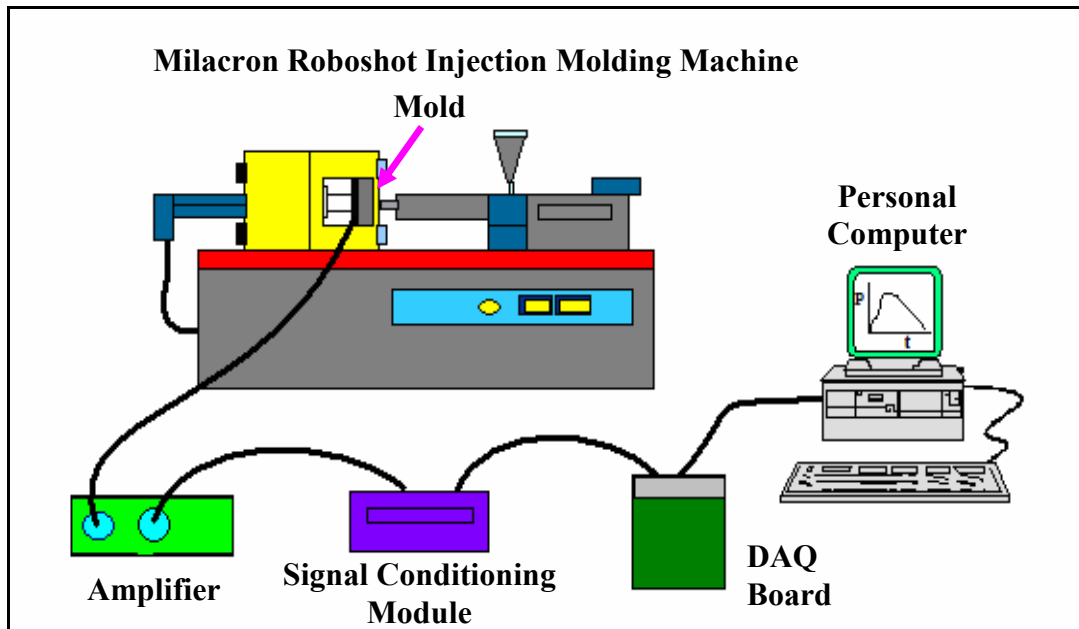 Milacron Roboshot Injection Molding Machine
Mold
Personal
Computer
P
t
Amplifier
Signal Conditioning
Module
DAQ
Board